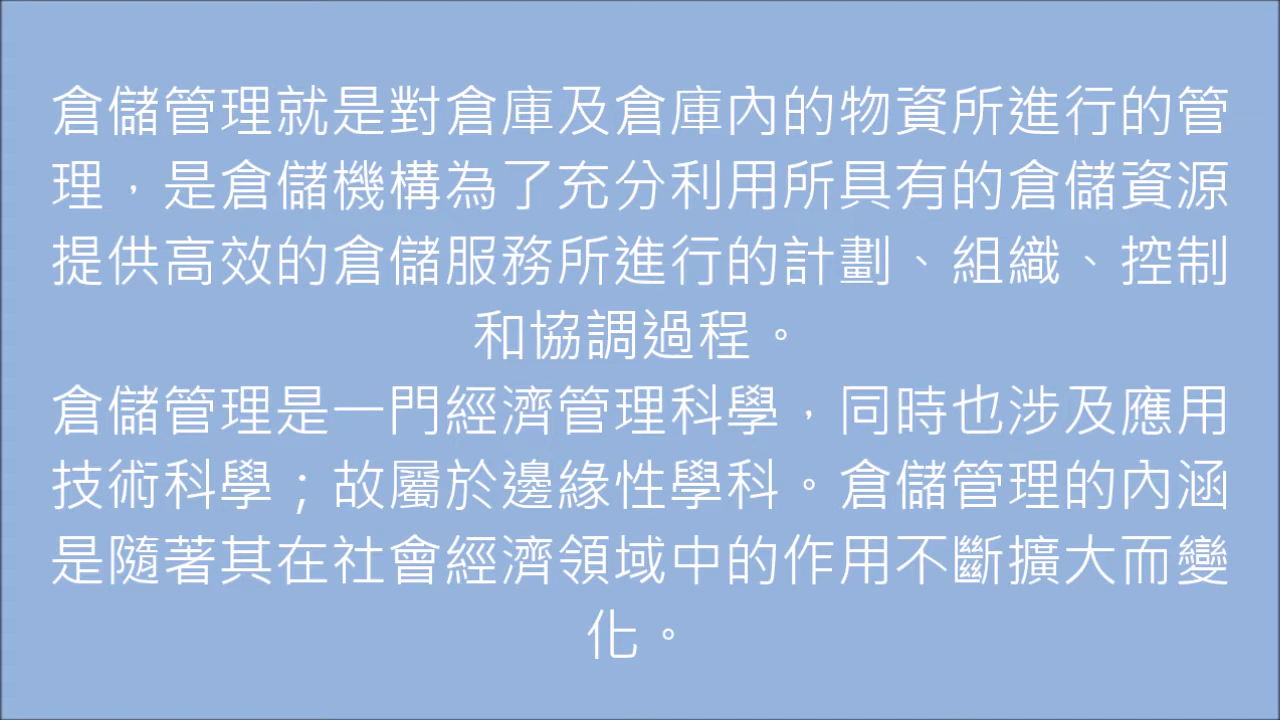 倉儲管理就是對倉庫及倉庫內的物資所進行的管
理，是倉儲機構為了充分利用所具有的倉儲資源
提供高效的倉儲服務所進行的計劃、組織、控制
和協調過程。
倉儲管理是一門經濟管理科學，同時也涉及應用
技術科學；故屬於邊緣性學科。倉儲管理的內涵
是隨著其在社會經濟領域中的作用不斷擴大而變
化。